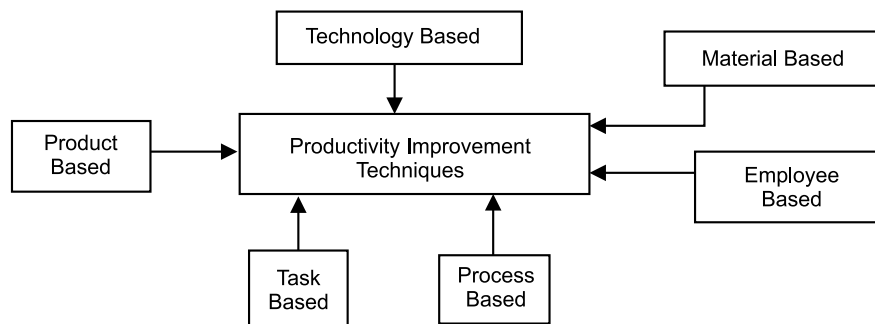 Technology Based
Material Based
Product
Based
Productivity Improvement
Techniques
Employee
Based
Task
Based
Process
Based